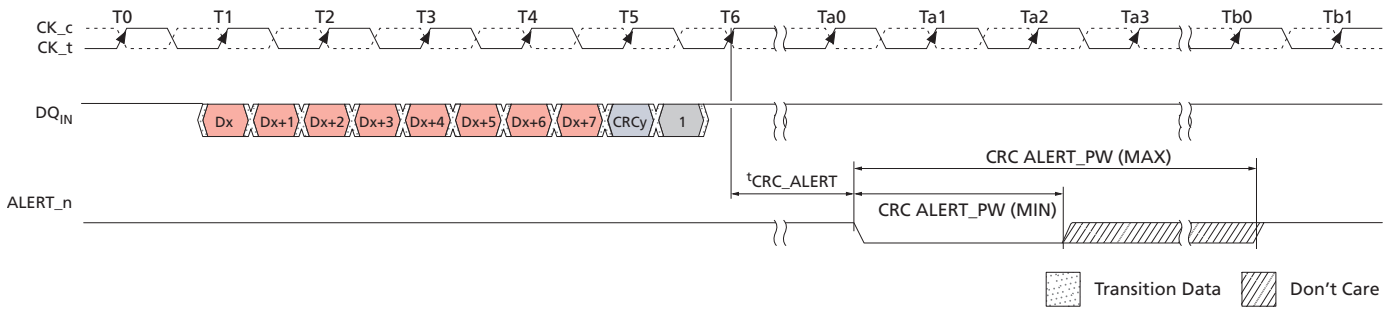 T0 T1 T2 T3 T4 T5 T6 Ta0 Ta1 Ta2 Ta3 Tb0 Tb1
CK_c
CK_t
DQIN
Dx Dx+1 Dx+2 Dx+3 Dx+4 Dx+5 Dx+6 Dx+7 CRCy 1
CRC ALERT_PW (MAX)
tCRC_ALERT
CRC ALERT_PW (MIN)
ALERT_n
Transition Data Don't Care